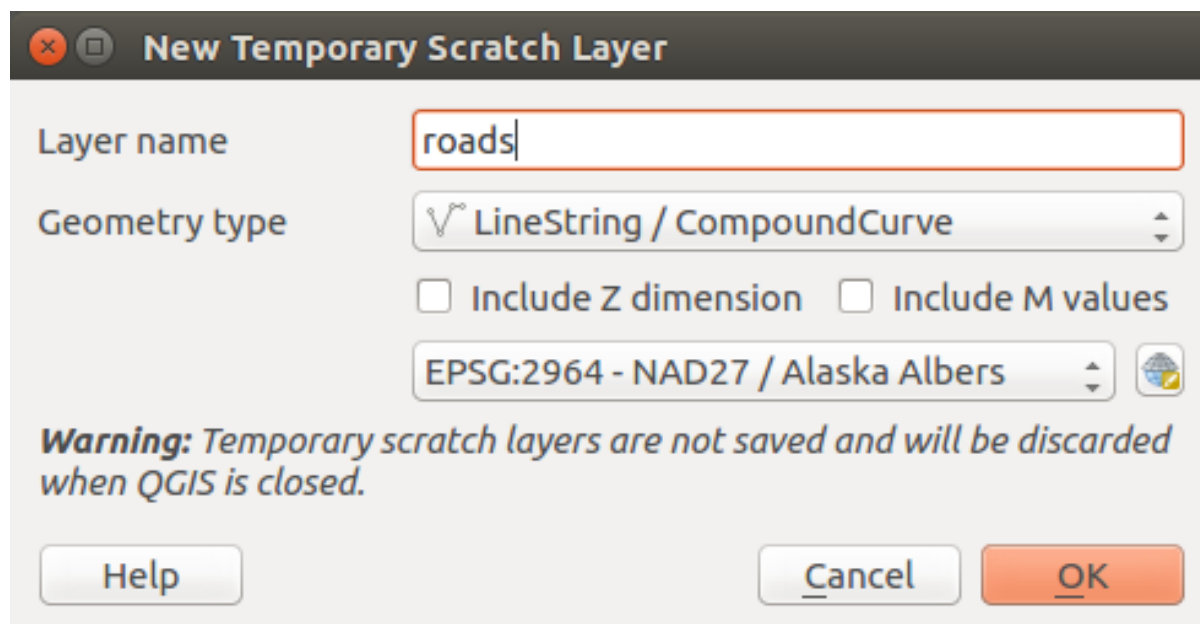 New Temporary Scratch Layer
Layer name
roads
Geometry type
LineString / CompoundCurve
Include Z dimension
Include M values
EPSG:2964 - NAD27 / Alaska Albers
Warning: Temporary scratch layers are not saved and will be discarded
when QGIS is closed.
Help
Cancel
OK